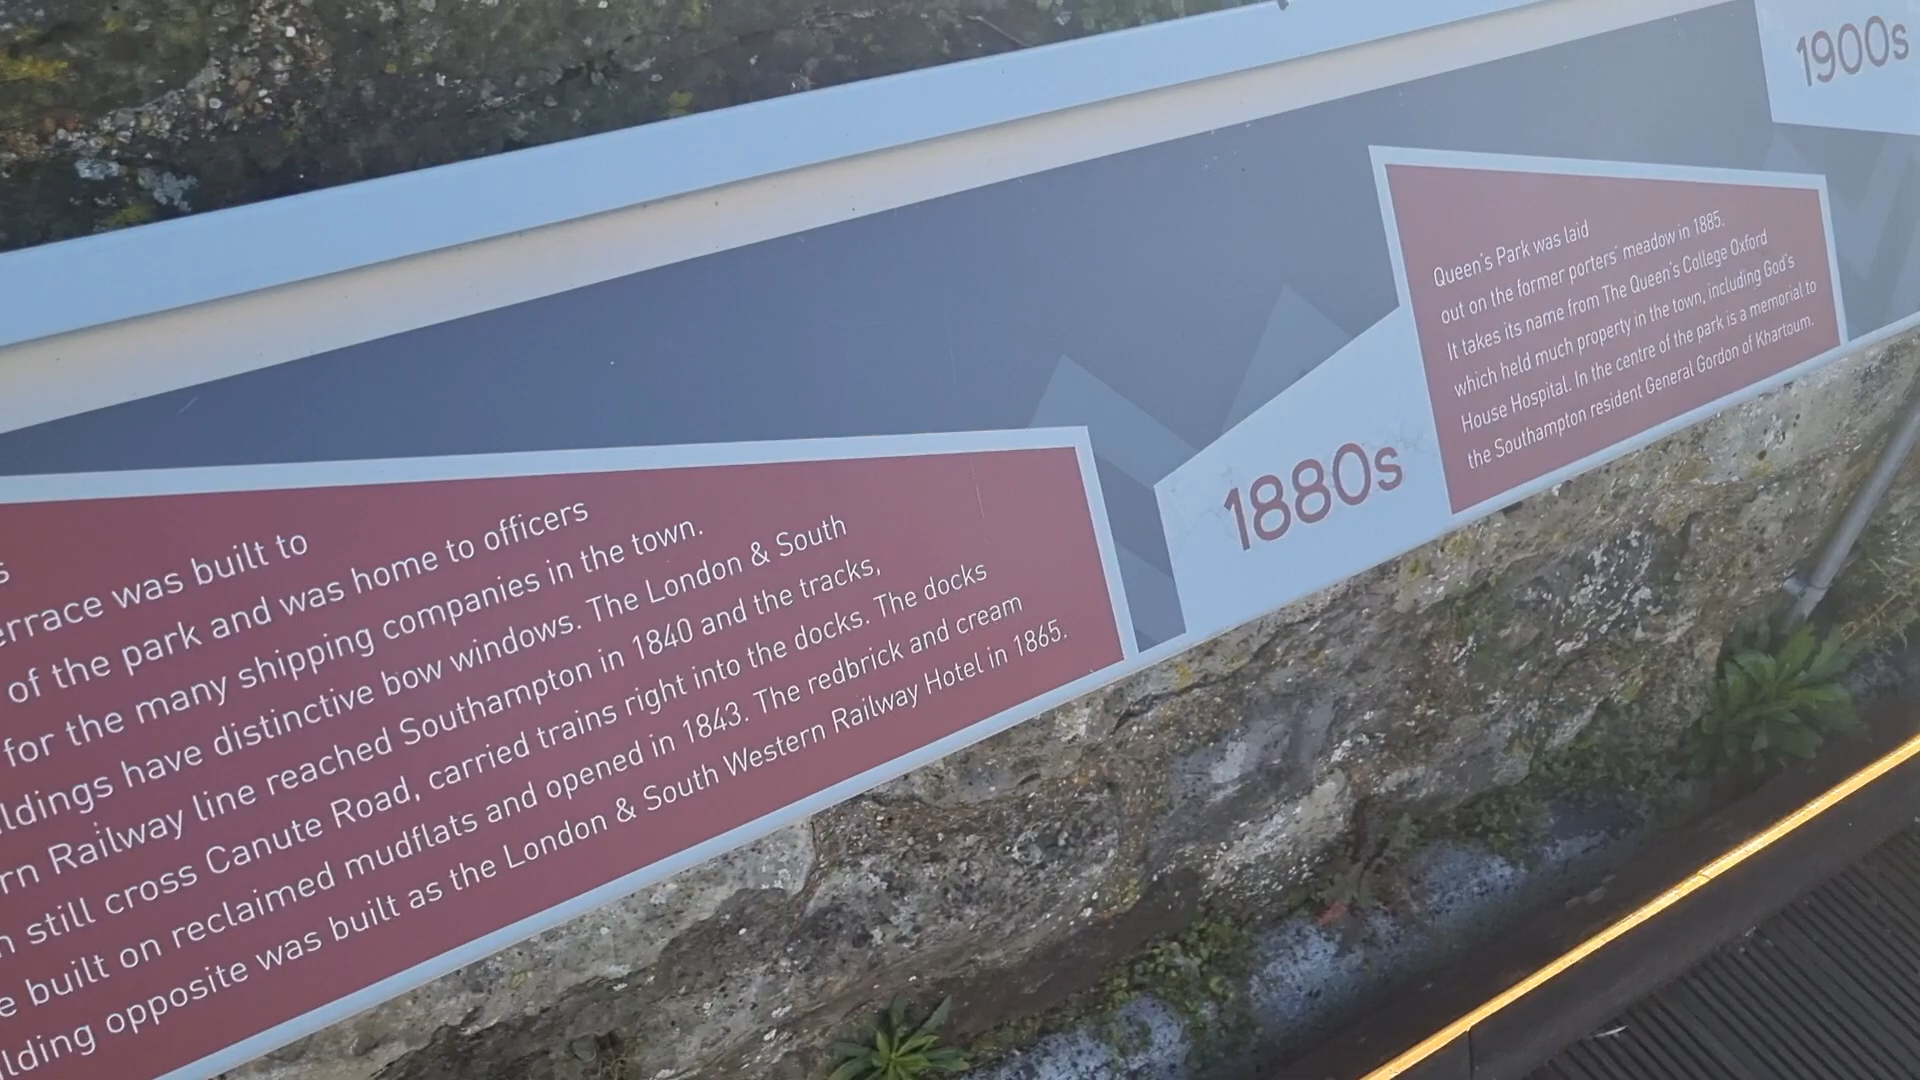 s
errace was built to
of the park and was home to officers
for the many shipping companies in the town.
ldings have distinctive bow windows. The London & South
rn Railway line reached Southampton in 1840 and the tracks,
h still cross Canute Road, carried trains right into the docks. The docks
e built on reclaimed mudflats and opened in 1843. The redbrick and cream
lding opposite was built as the London & South Western Railway Hotel in 1865.
1880s
Queen's Park was laid
out on the former porters' meadow in 1885.
It takes its name from The Queen's College Oxford
which held much property in the town, including God's
House Hospital. In the centre of the park is a memorial to
the Southampton resident General Gordon of Khartoum.
1900s